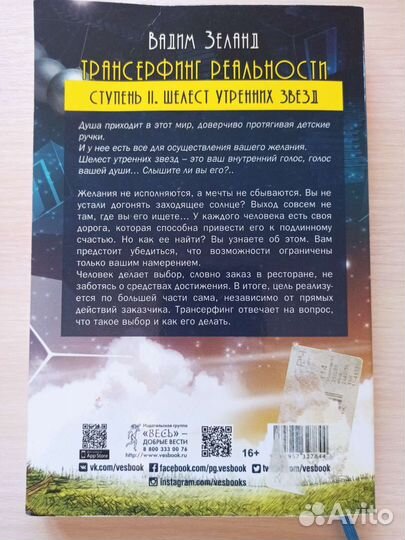 Вадим Зеланд
ТРАНСЕРФИНГ РЕАЛЬНОСТИ
СТУПЕНЬ II. ШЕЛЕСТ УТРЕННИХ ЗВЕЗД
Душа приходит в этот мир, доверчиво протягивая детские
ручки.
И у нее есть все для осуществления вашего желания.
Шелест утренних звезд – это ваш внутренний голос, голос
вашей души... Слышите ли вы его?..
Желания не исполняются, а мечты не сбываются. Вы не
устали догонять заходящее солнце? Выход совсем не
там, где вы его ищете... У каждого человека есть своя
дорога, которая способна привести его к подлинному
счастью. Но как ее найти? Вы узнаете об этом. Вам
предстоит убедиться, что возможности ограничены
только вашим намерением.
Человек делает выбор, словно заказ в ресторане, не
заботясь о средствах достижения. В итоге, цель реализу-
ется по большей части сама, независимо от прямых
действий заказчика. Трансерфинг отвечает на вопрос,
что такое выбор и как его делать.
Издательская группа
«ВЕСЬ» –
ДОБРЫЕ ВЕСТИ
8 800 333 00 76
www.vesbook.ru
16+
App Store
vk.com/vesbook
facebook.com/pg.vesbook
instagram.com/vesbooks
Avito